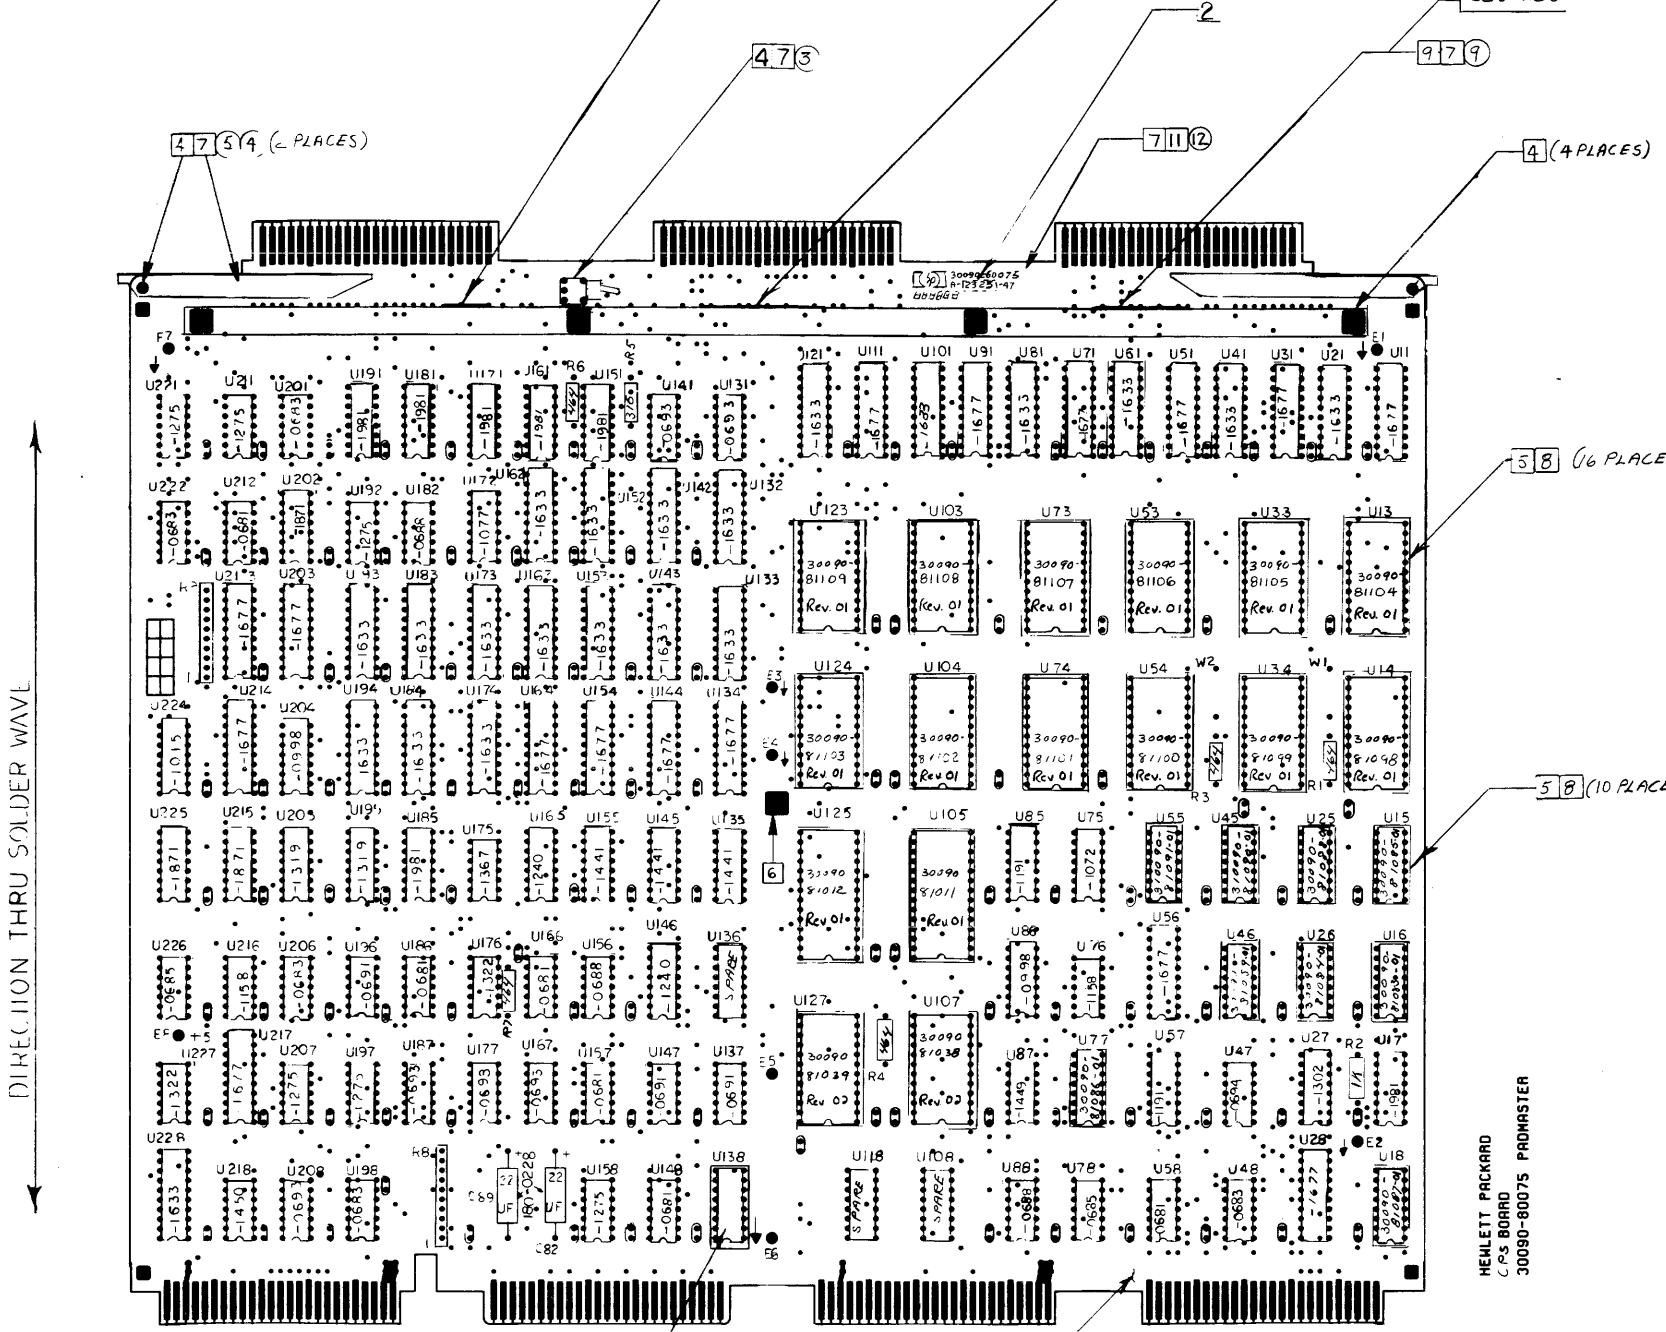 2
4 7 3
9 7 9
4 7 5 4 PLACES)
7 11 12
4 (4 PLACES)
30090-60075
A-1232
E1
U121 U111 U101 U91 U81 U71 U61 U51 U41 U31 U21 U11
U221 U211 U201 U191 U181 U171 U161 R6 U151 R5 U141 U131
-1275 -1275 -0683 -1981 -1981 -1981 -1981 -1981 -0693 -0693
-1633 -1677 -1633 -1677 -1633 -1677 -1633 -1677 -1633 -1677 -1633 -1677
5 8 (16 PLACE
U222 U212 U202 U192 U182 U172 U162 U152 U142 U132
-0683 -0681 -1871 -1275 -1077 -1633 -1633 -1633 -1633
U123 U103 U73 U53 U33 U13
30090- 30090- 30090- 30090- 30090- 30090-
81109 81108 81107 81106 81105 81104
Rev. 01 Rev. 01 Rev. 01 Rev. 01 Rev. 01 Rev. 01
U213 U203 U193 U183 U173 U163 U153 U143 U133
-1677 -1677 -1633 -1633 -1633 -1633 -1633 -1633 -1633
U124 U104 U74 U54 W2 U34 W1 U14
E3
U224 U214 U204 U194 U184 U174 U164 U154 U144 U134
-1015 -1677 -0998 -1633 -1633 -1633 -1677 -1677 -1677 -1677
E4
30090- 30090- 30090- 30090- 30090- 30090-
81103 81102 81101 81100 81099 81098
Rev. 01 Rev. 01 Rev. 01 Rev. 01 Rev. 01 Rev. 01
R3 R1
5 8 (10 PLACE
U225 U215 U205 U195 U185 U175 U165 U155 U145 U135
-1871 -1871 -1319 -1319 -1981 -1367 -1240 -1441 -1441 -1441
6
U125 U105 U85 U75 U55 U45 U25 U15
30090 30090
81012 81011
Rev 01 Rev 01
-1191 -1072
U226 U216 U206 U196 U186 U176 U166 U156 U146 U136
-0685 -1158 -0683 -0691 -0681 -1322 -0681 -0688 -1240 SPARE
U86 U76 U56 U46 U26 U16
-0998 -1158 -1677
+5
U227 U217 U207 U197 U187 U177 U167 U157 U147 U137
-1322 -1677 -1275 -1275 -0693 -0693 -0693 -0681 -0691 -0691
E5
U127 R4 U107 U87 U77 U57 U47 U27 R2 U17
30090 30090
81039 81038
Rev 02 Rev 02
-1449 -1191 -0694 -1302 1K -1981
U228 U218 U208 U198 R8 U158 U148 U138
-1633 -1450 -0693 -0683 -1275 -0681
C89 22 UF 180-0228 22 UF C82
E6
U118 U108 U88 U78 U58 U48 U28 E2 U18
SPARE SPARE -0688 -0685 -0681 -0683 -1677
DIRECTION THRU SOLDER WAVE
HEWLETT PACKARD
CPS BOARD
30090-80075 PADMASTER